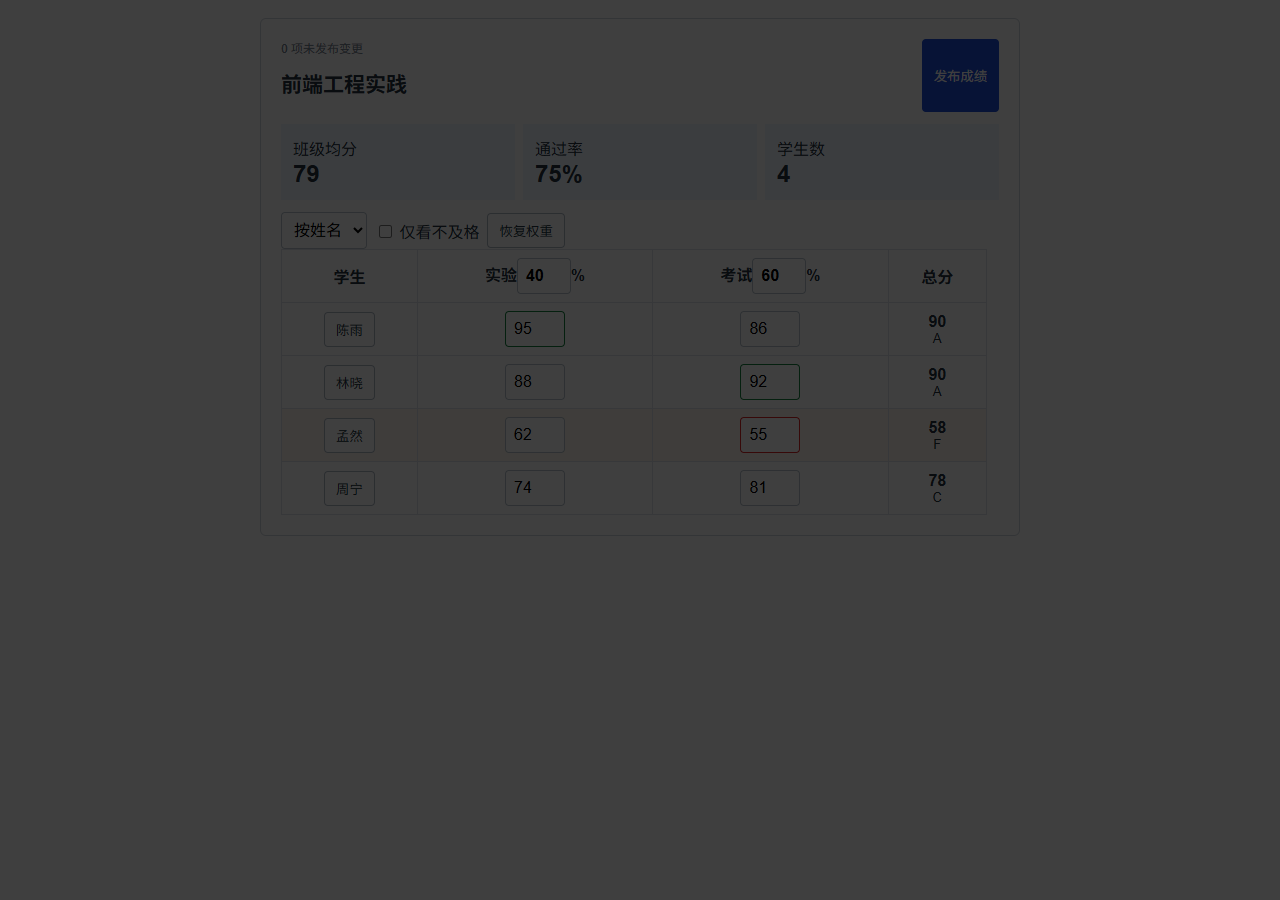 0 项未发布变更
前端工程实践
发布成绩
班级均分 通过率 学生数
79 75% 4
按姓名 仅看不及格 恢复权重
学生 实验 40 % 考试 60 % 总分
陈雨 95 86 90
A
林晓 88 92 90
A
孟然 62 55 58
F
周宁 74 81 78
C